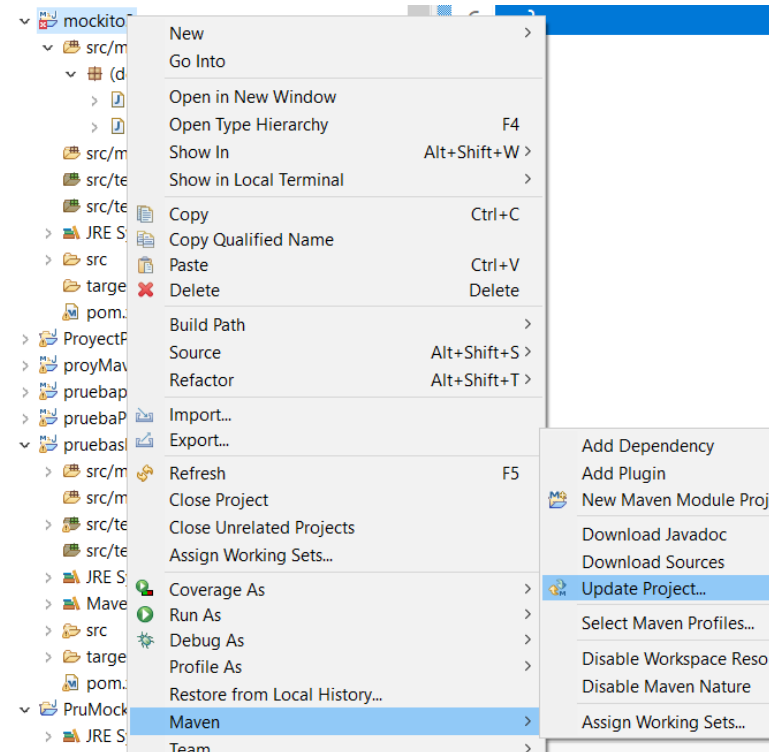 mockito
src/m
(d
src/m
src/te
src/te
JRE S
src
targe
pom.
ProyectP
proyMav
pruebap
pruebaP
pruebas
src/m
src/m
src/te
src/te
JRE S
Mave
src
targe
pom.
PruMock
JRE S
New
Go Into
Open in New Window
Open Type Hierarchy F4
Show In Alt+Shift+W >
Show in Local Terminal
Copy Ctrl+C
Copy Qualified Name
Paste Ctrl+V
Delete Delete
Build Path
Source Alt+Shift+S >
Refactor Alt+Shift+T >
Import...
Export...
Refresh F5
Close Project
Close Unrelated Projects
Assign Working Sets...
Coverage As
Run As
Debug As
Profile As
Restore from Local History...
Maven
Team
Add Dependency
Add Plugin
New Maven Module Proj
Download Javadoc
Download Sources
Update Project...
Select Maven Profiles...
Disable Workspace Reso
Disable Maven Nature
Assign Working Sets...